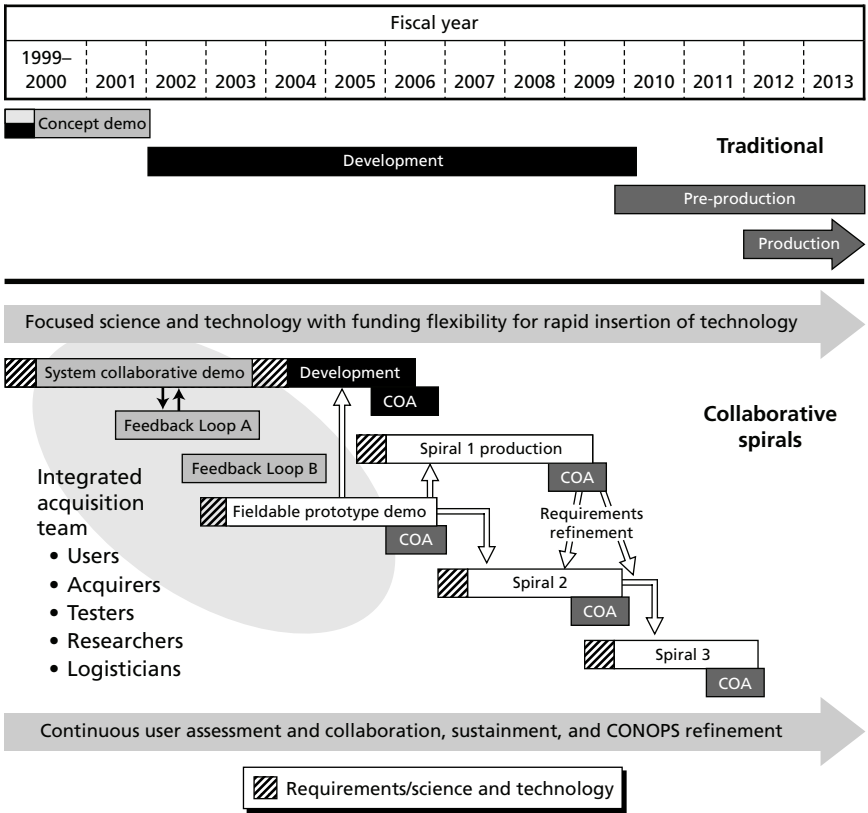 Fiscal year
1999–
2000
2001
2002
2003
2004
2005
2006
2007
2008
2009
2010
2011
2012
2013
Concept demo
Development
Traditional
Pre-production
Production
Focused science and technology with funding flexibility for rapid insertion of technology
System collaborative demo
Development
COA
Feedback Loop A
Collaborative
spirals
Spiral 1 production
Feedback Loop B
COA
Integrated
acquisition
team
• Users
• Acquirers
• Testers
• Researchers
• Logisticians
Fieldable prototype demo
COA
Requirements
refinement
Spiral 2
COA
Spiral 3
COA
Continuous user assessment and collaboration, sustainment, and CONOPS refinement
Requirements/science and technology